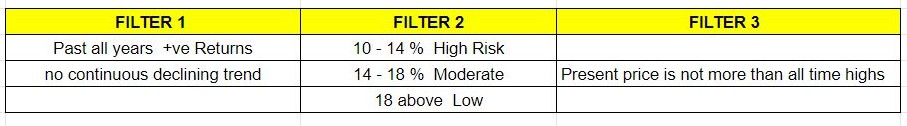 FILTER 1 FILTER 2 FILTER 3
Past all years +ve Returns 10 - 14 % High Risk
no continuous declining trend 14 - 18 % Moderate Present price is not more than all time highs
18 above Low